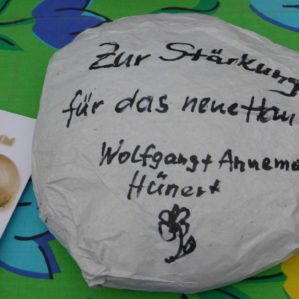 Zur Stärkung
für das neue
Wolfgang + Annema
Hünert